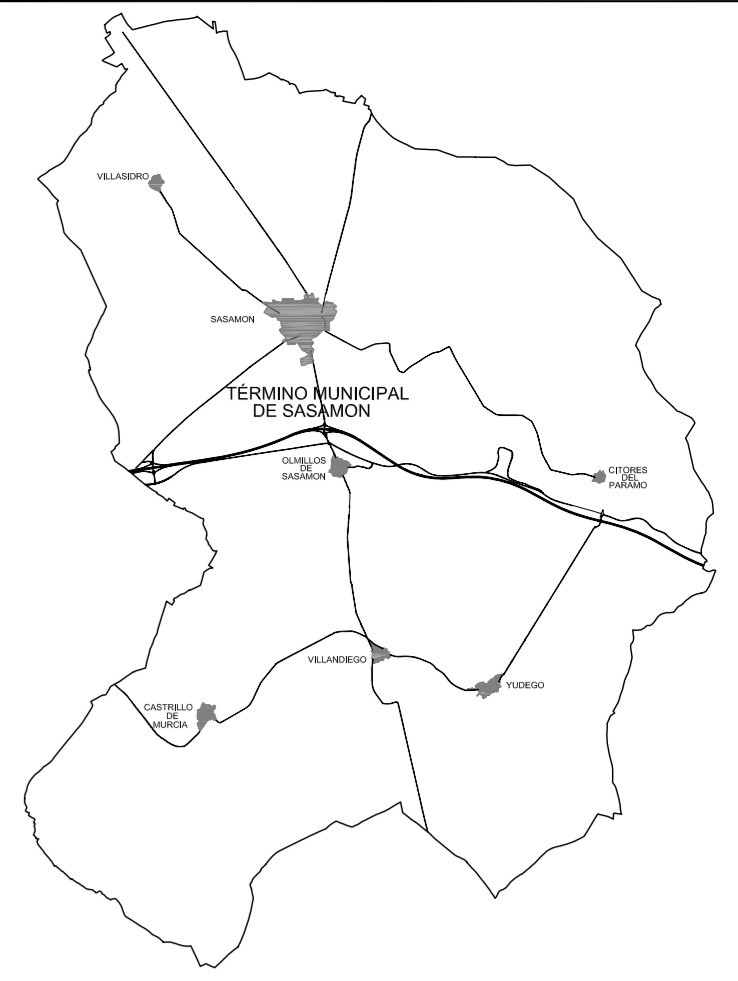 VILLASIDRO
SASAMON
TÉRMINO MUNICIPAL
DE SASAMON
OLMILLOS
DE
SASAMON
CITORES
DEL
PARAMO
VILLANDIEGO
YUDEGO
CASTRILLO
DE
MURCIA